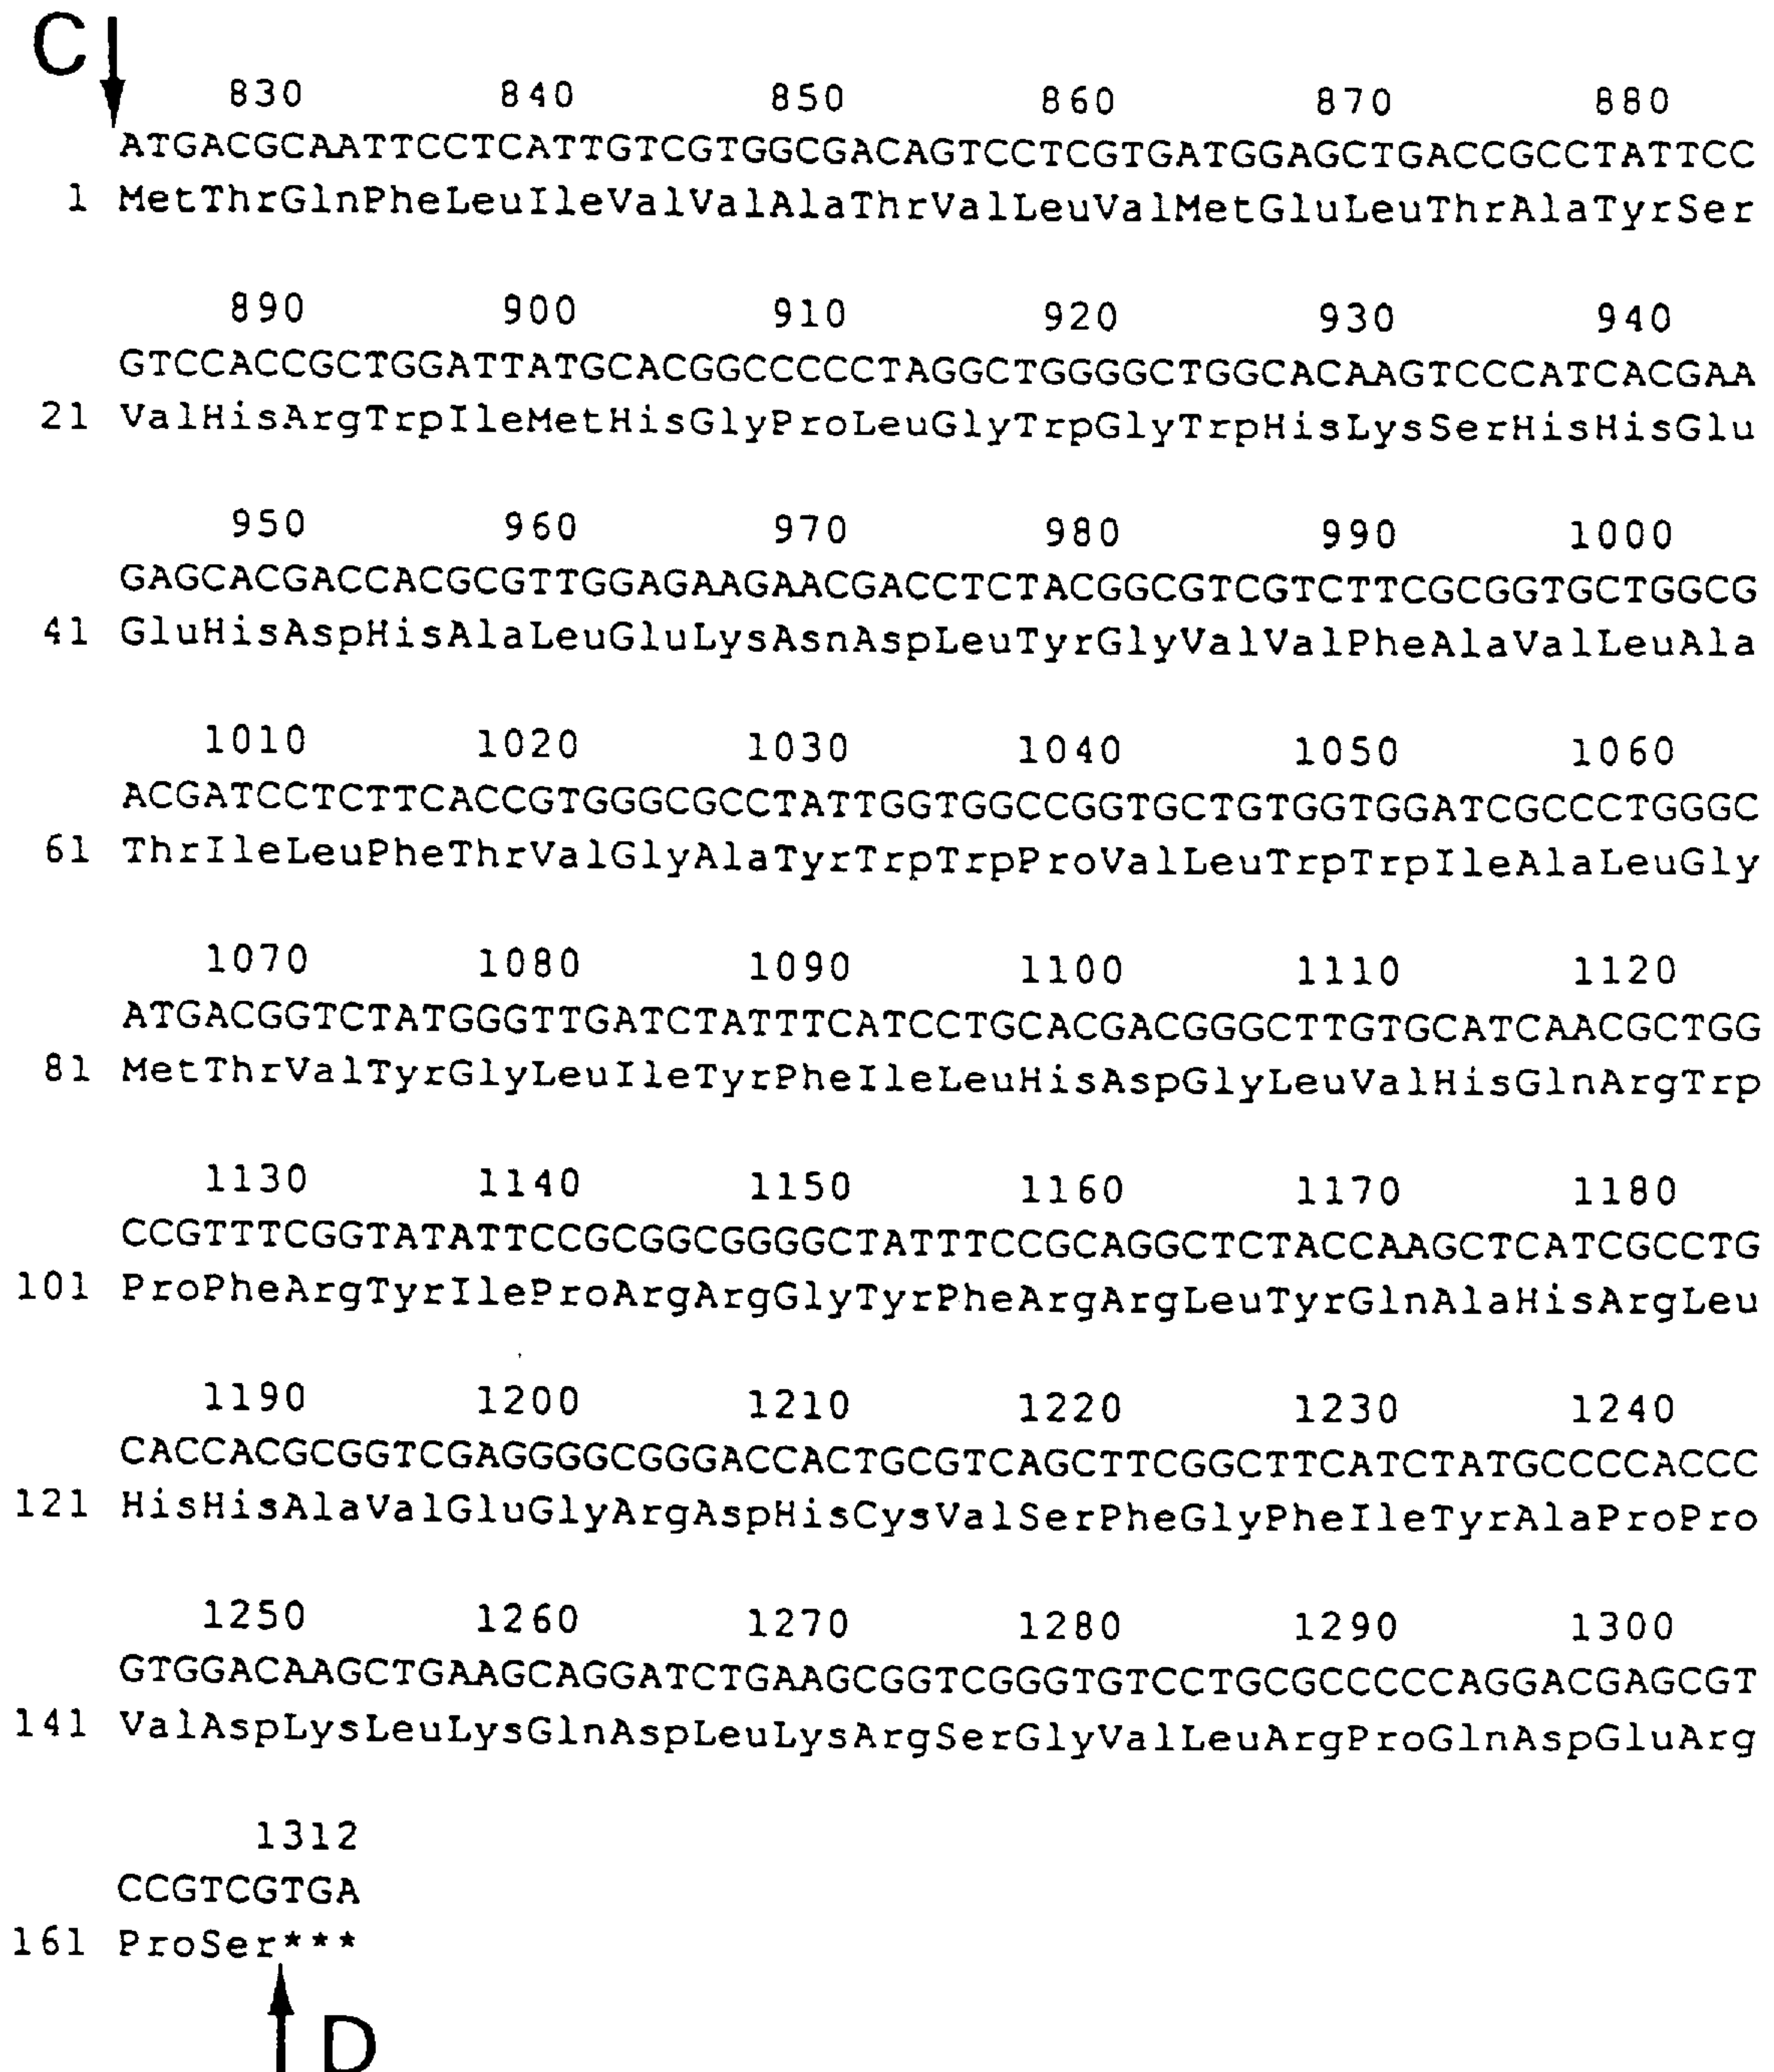 C
830 840 850 860 870 880
ATGACGCAATTCCTCATTGTCGTGGCGACAGTCCTCGTGATGGAGCTGACCGCCTATTCC
1 MetThrGlnPheLeuIleValValAlaThrValLeuValMetGluLeuThrAlaTyrSer
890 900 910 920 930 940
GTCCACCGCTGGATTATGCACGGCCCCCTAGGCTGGGGCTGGCACAAGTCCCATCACGAA
21 ValHisArgTrpIleMetHisGlyProLeuGlyTrpGlyTrpHisLysSerHisHisGlu
950 960 970 980 990 1000
GAGCACGACCACGCGTTGGAGAAGAACGACCTCTACGGCGTCGTCTTCGCGGTGCTGGCG
41 GluHisAspHisAlaLeuGluLysAsnAspLeuTyrGlyValValPheAlaValLeuAla
1010 1020 1030 1040 1050 1060
ACGATCCTCTTCACCGTGGGCGCCTATTGGTGGCCGGTGCTGTGGTGGATCGCCCTGGGC
61 ThrIleLeuPheThrValGlyAlaTyrTrpTrpProValLeuTrpTrpIleAlaLeuGly
1070 1080 1090 1100 1110 1120
ATGACGGTCTATGGGTTGATCTATTTCATCCTGCACGACGGGCTTGTGCATCAACGCTGG
81 MetThrValTyrGlyLeuIleTyrPheIleLeuHisAspGlyLeuValHisGlnArgTrp
1130 1140 1150 1160 1170 1180
CCGTTTCGGTATATTCCGCGGCGGGGCTATTTCCGCAGGCTCTACCAAGCTCATCGCCTG
101 ProPheArgTyrIleProArgArgGlyTyrPheArgArgLeuTyrGlnAlaHisArgLeu
1190 1200 1210 1220 1230 1240
CACCACGCGGTCGAGGGGCGGGACCACTGCGTCAGCTTCGGCTTCATCTATGCCCCACCC
121 HisHisAlaValGluGlyArgAspHisCysValSerPheGlyPheIleTyrAlaProPro
1250 1260 1270 1280 1290 1300
GTGGACAAGCTGAAGCAGGATCTGAAGCGGTCGGGTGTCCTGCGCCCCCAGGACGAGCGT
141 ValAspLysLeuLysGlnAspLeuLysArgSerGlyValLeuArgProGlnAspGluArg
1312
CCGTCGTGA
161 ProSer***
D